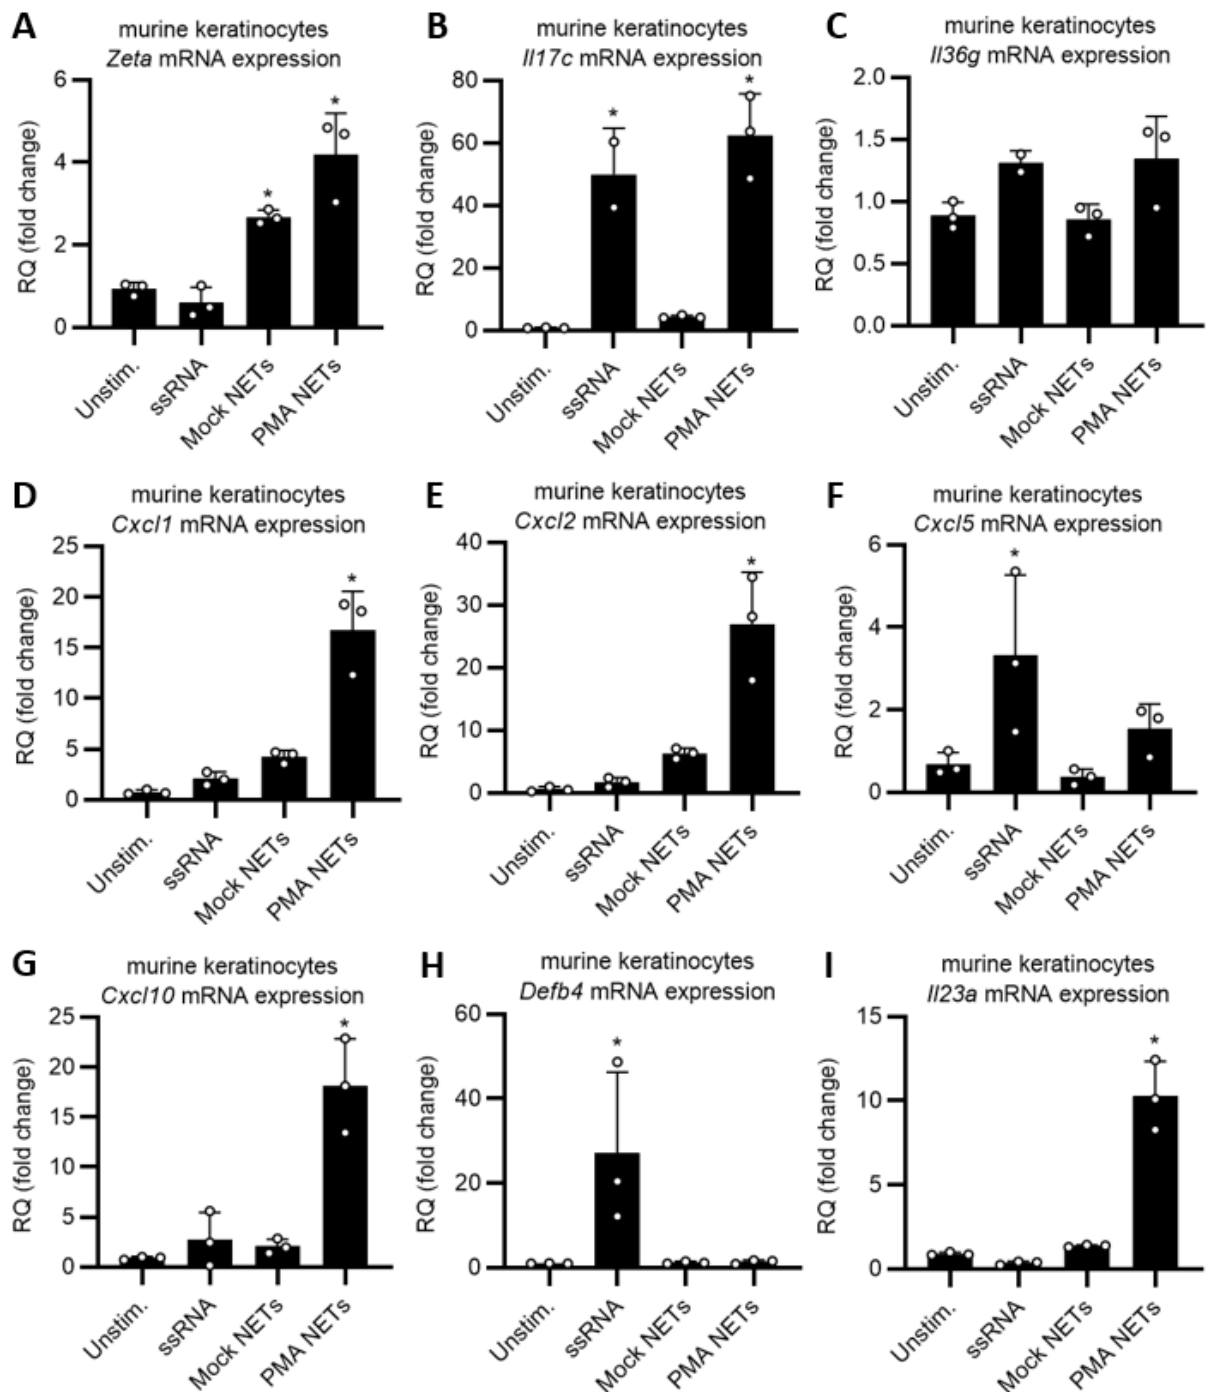 A
murine keratinocytes
Zeta mRNA expression
RQ (fold change)
6
4
2
0
*
*
Unstim.
ssRNA
Mock NETs
PMA NETs
B
murine keratinocytes
Il17c mRNA expression
RQ (fold change)
80
60
40
20
0
*
*
Unstim.
ssRNA
Mock NETs
PMA NETs
C
murine keratinocytes
Il36g mRNA expression
RQ (fold change)
2.0
1.5
1.0
0.5
0.0
Unstim.
ssRNA
Mock NETs
PMA NETs
D
murine keratinocytes
Cxcl1 mRNA expression
RQ (fold change)
25
20
15
10
5
0
*
Unstim.
ssRNA
Mock NETs
PMA NETs
E
murine keratinocytes
Cxcl2 mRNA expression
RQ (fold change)
40
30
20
10
0
*
Unstim.
ssRNA
Mock NETs
PMA NETs
F
murine keratinocytes
Cxcl5 mRNA expression
RQ (fold change)
6
4
2
0
*
Unstim.
ssRNA
Mock NETs
PMA NETs
G
murine keratinocytes
Cxcl10 mRNA expression
RQ (fold change)
25
20
15
10
5
0
*
Unstim.
ssRNA
Mock NETs
PMA NETs
H
murine keratinocytes
Defb4 mRNA expression
RQ (fold change)
60
40
20
0
*
Unstim.
ssRNA
Mock NETs
PMA NETs
I
murine keratinocytes
Il23a mRNA expression
RQ (fold change)
15
10
5
0
*
Unstim.
ssRNA
Mock NETs
PMA NETs